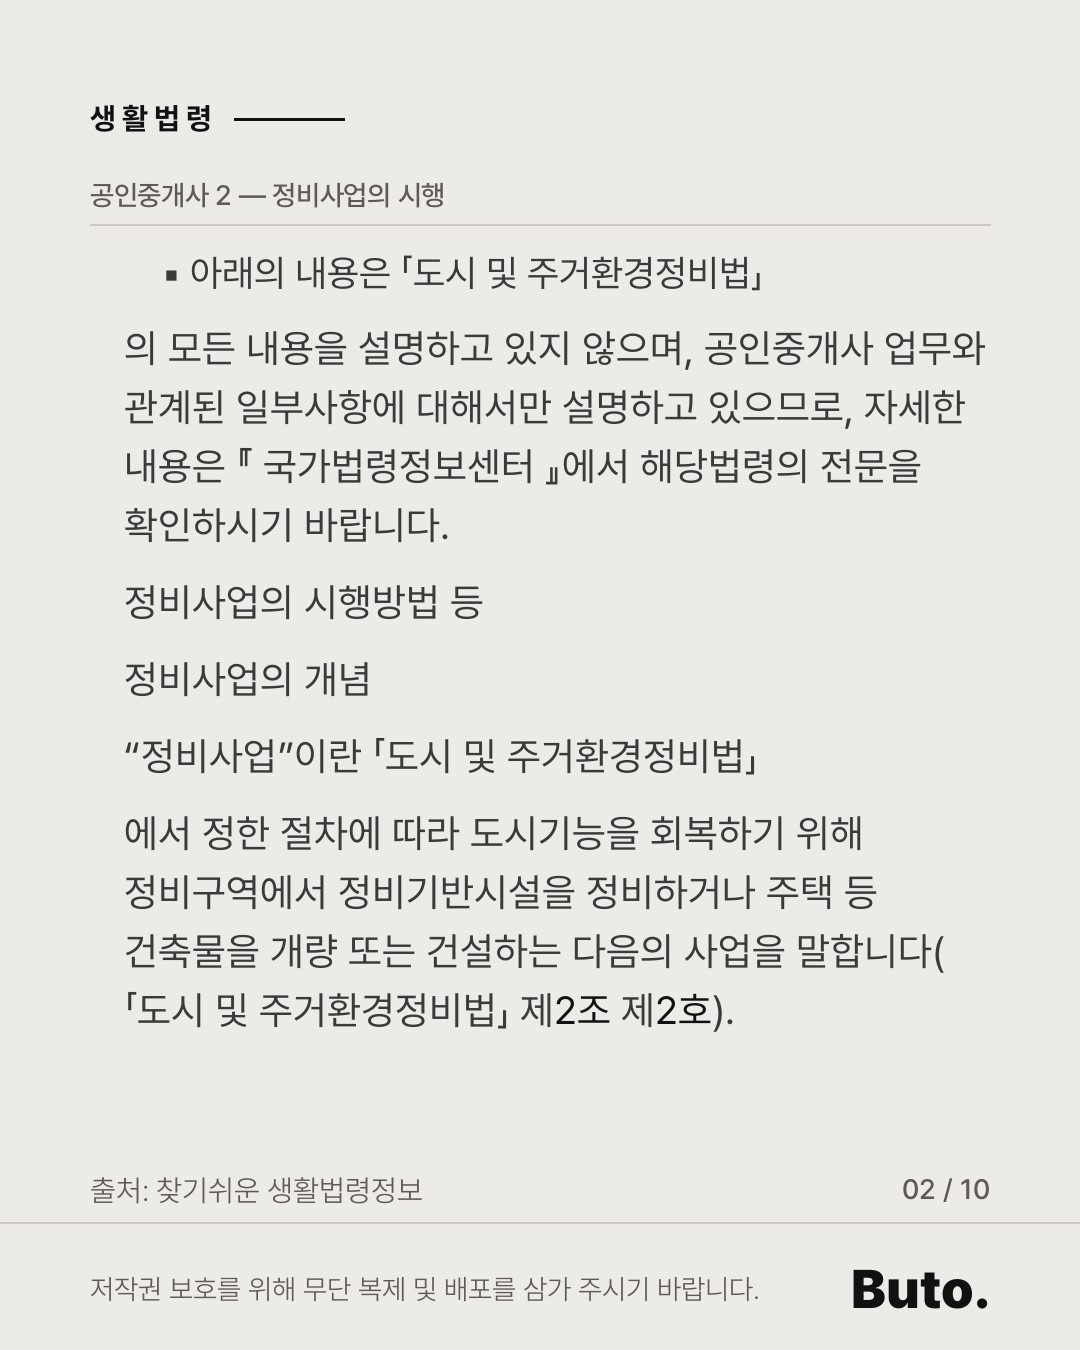 생활법령
공인중개사 2 — 정비사업의 시행
▪ 아래의 내용은 「도시 및 주거환경정비법」
의 모든 내용을 설명하고 있지 않으며, 공인중개사 업무와
관계된 일부사항에 대해서만 설명하고 있으므로, 자세한
내용은 『 국가법령정보센터 』에서 해당법령의 전문을
확인하시기 바랍니다.
정비사업의 시행방법 등
정비사업의 개념
“정비사업”이란 「도시 및 주거환경정비법」
에서 정한 절차에 따라 도시기능을 회복하기 위해
정비구역에서 정비기반시설을 정비하거나 주택 등
건축물을 개량 또는 건설하는 다음의 사업을 말합니다(
「도시 및 주거환경정비법」 제2조 제2호).
출처: 찾기쉬운 생활법령정보
02 / 10
저작권 보호를 위해 무단 복제 및 배포를 삼가 주시기 바랍니다.
Buto.